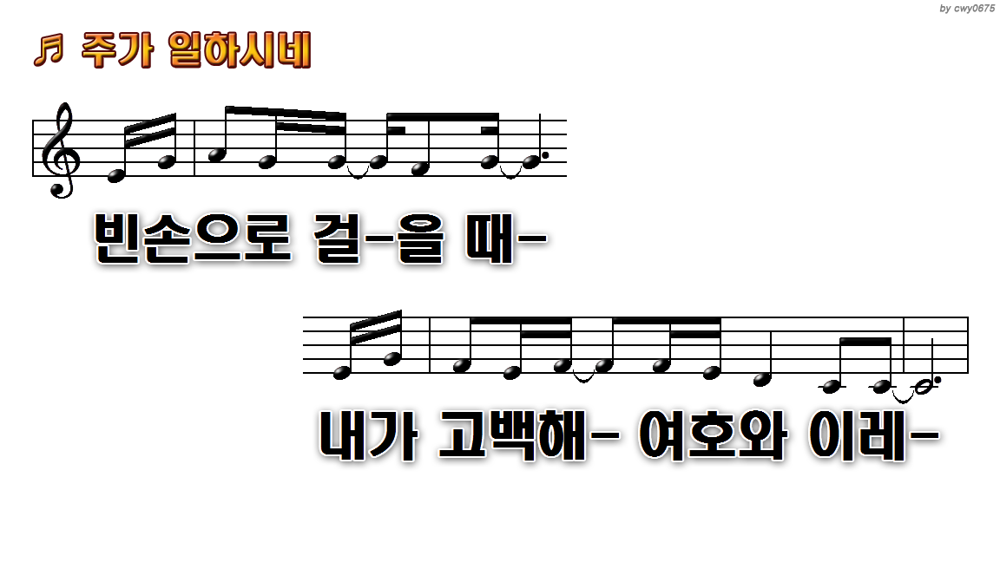 by cwy0675
♬ 주가 일하시네
빈손으로 걸-을 때-
내가 고백해- 여호와 이레-